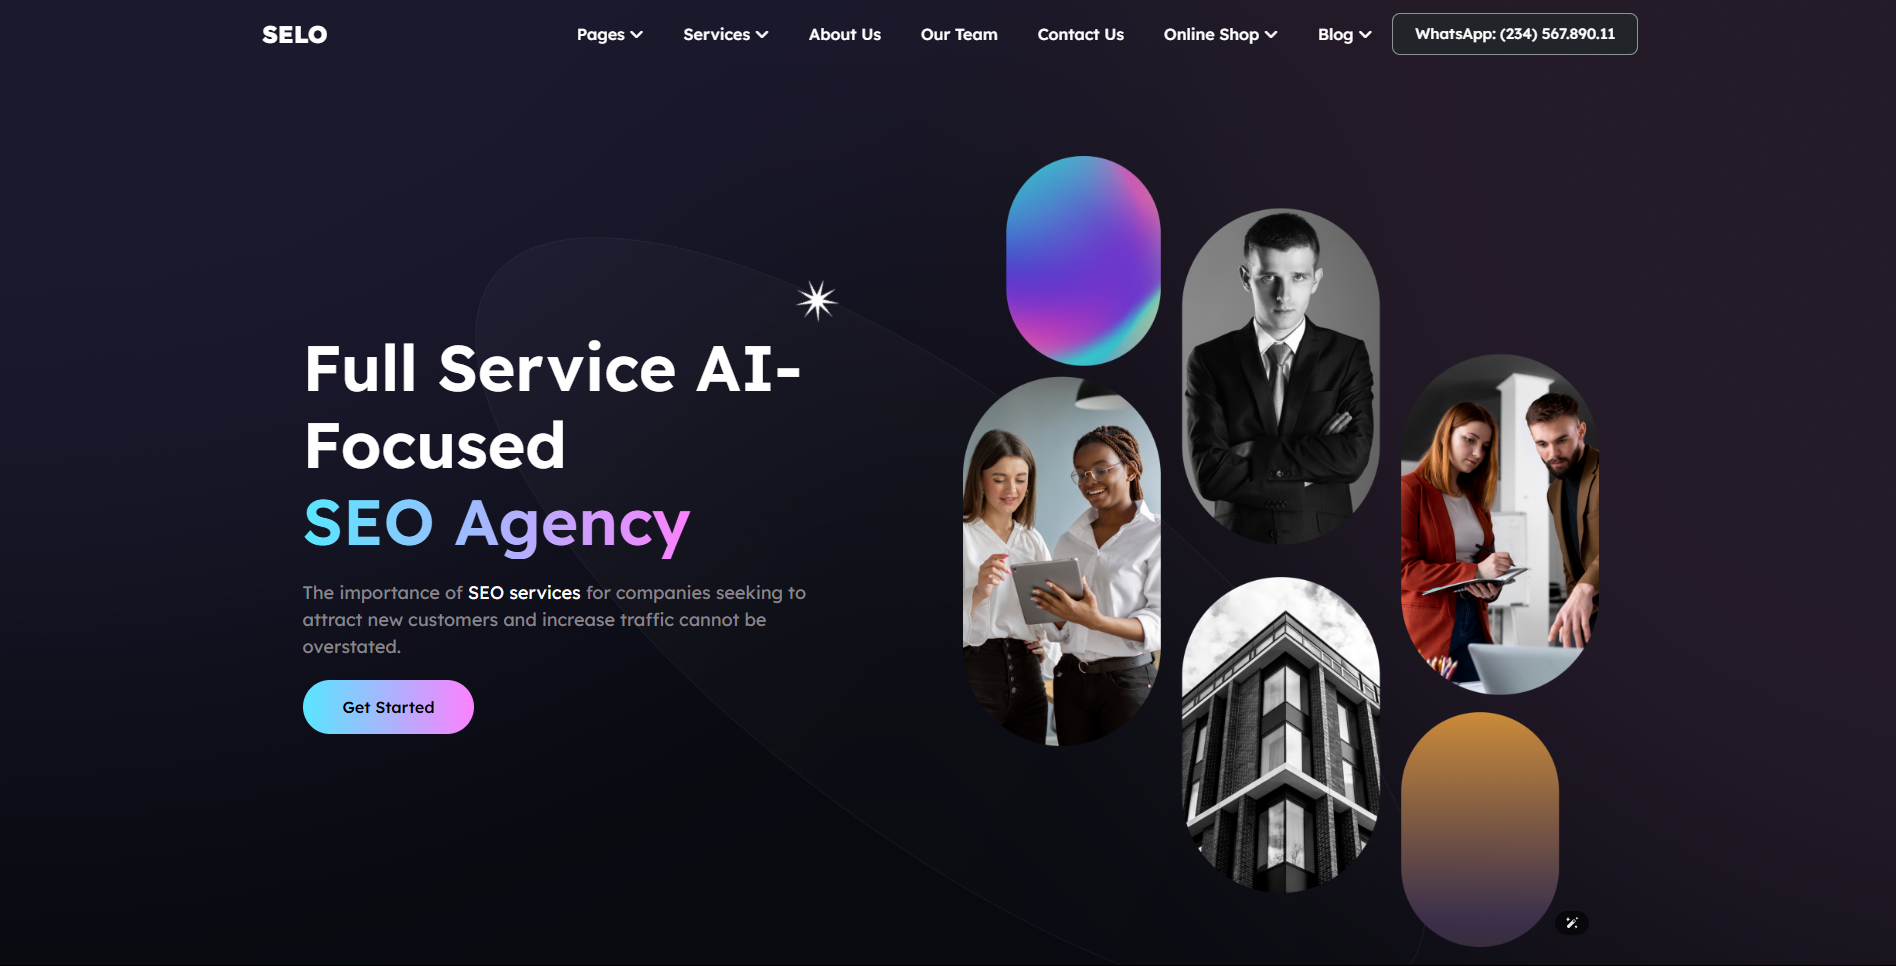 SELO
Pages
Services
About Us
Our Team
Contact Us
Online Shop
Blog
WhatsApp: (234) 567.890.11
Full Service AI-
Focused
SEO Agency
The importance of SEO services for companies seeking to
attract new customers and increase traffic cannot be
overstated.
Get Started